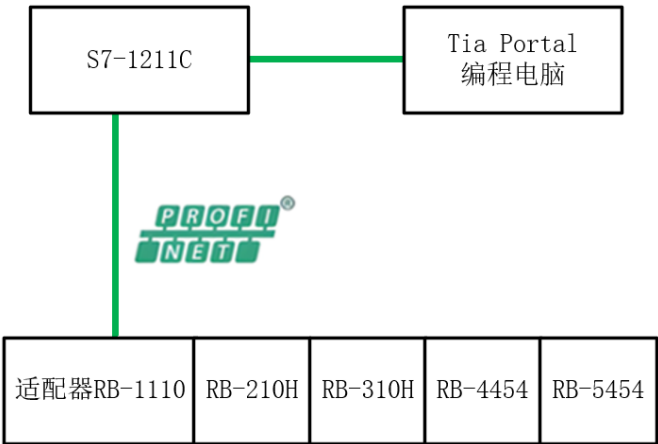 S7-1211C
Tia Portal
编程电脑
PROFI®
NET
适配器RB-1110
RB-210H
RB-310H
RB-4454
RB-5454